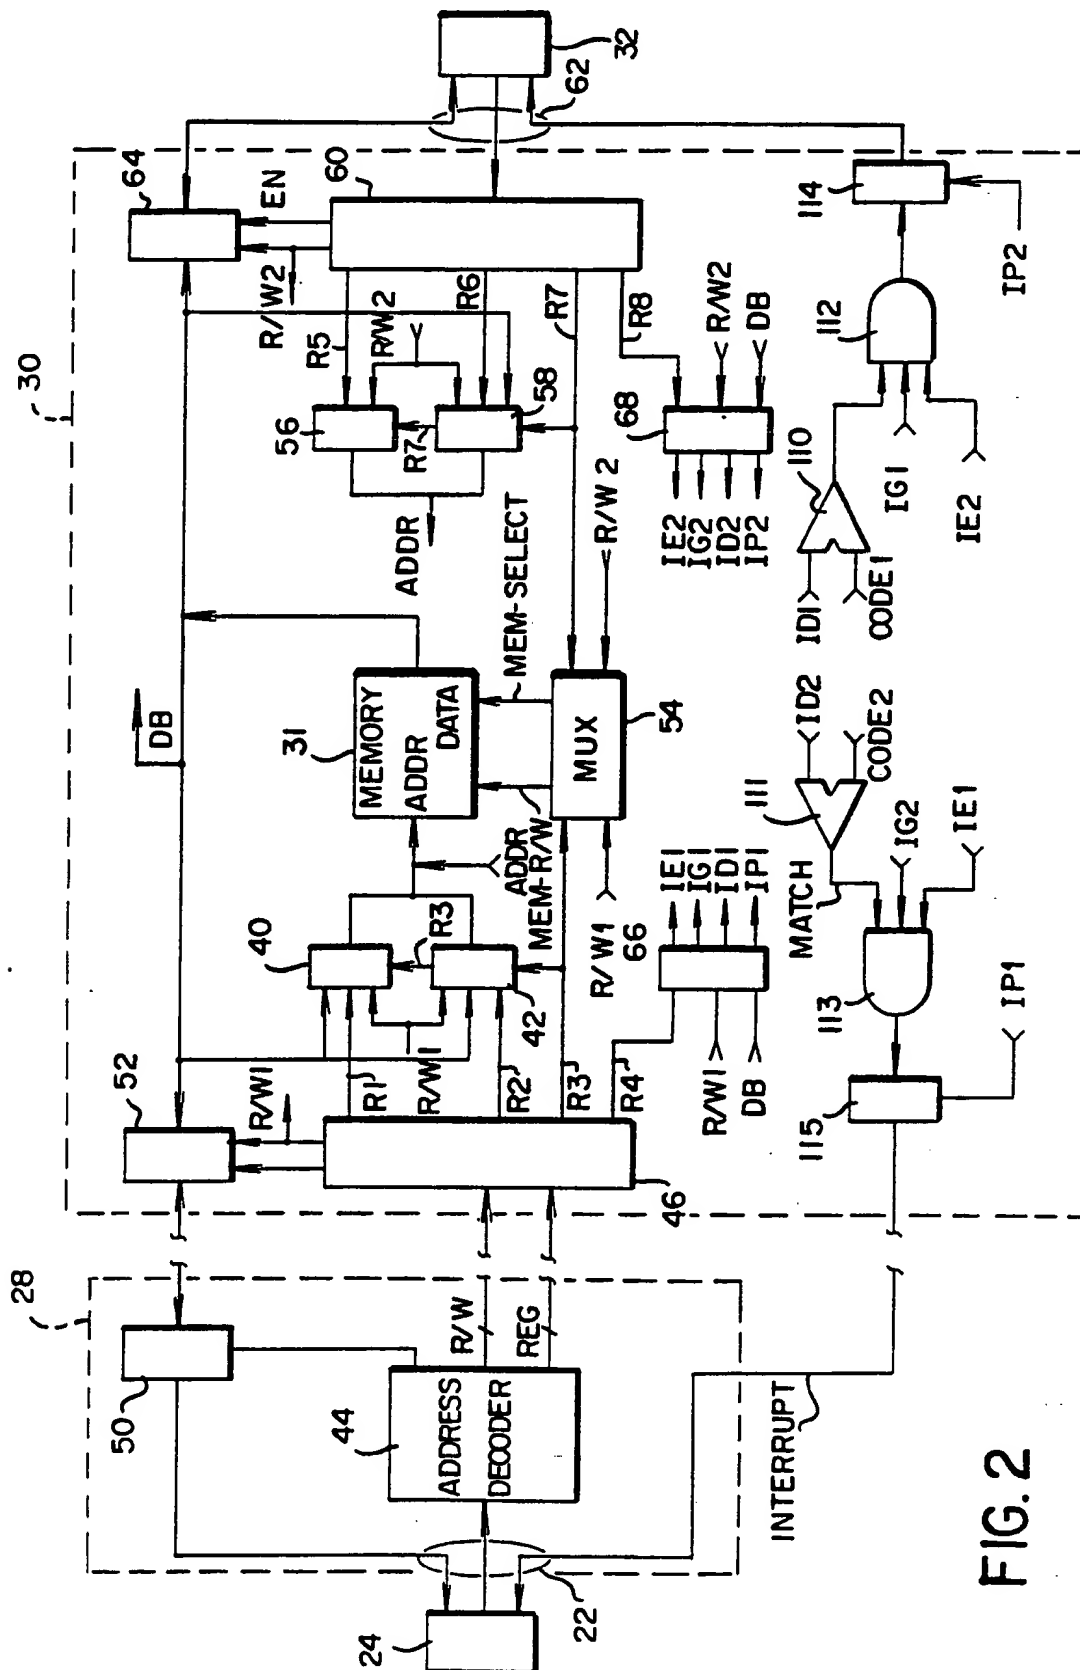 28
50
44
ADDRESS
DECODER
R/W
REG
24
22
INTERRUPT
30
52
R/W1
DB
R1
R/W1
R2
R3
R4
46
40
R3
42
ADDR
MEM-R/W
R/W1
66
31
MEMORY
ADDR
DATA
MEM-SELECT
MUX
54
R/W2
ADDR
56
R7
58
R5
R/W2
R6
R7
R8
R/W2
EN
64
60
62
32
R/W1
DB
IE1
IG1
ID1
IP1
68
R/W2
DB
IE2
IG2
ID2
IP2
115
IP1
113
MATCH
IG2
IE1
111
ID2
CODE2
ID1
CODE1
110
IG1
IE2
112
114
IP2
FIG. 2